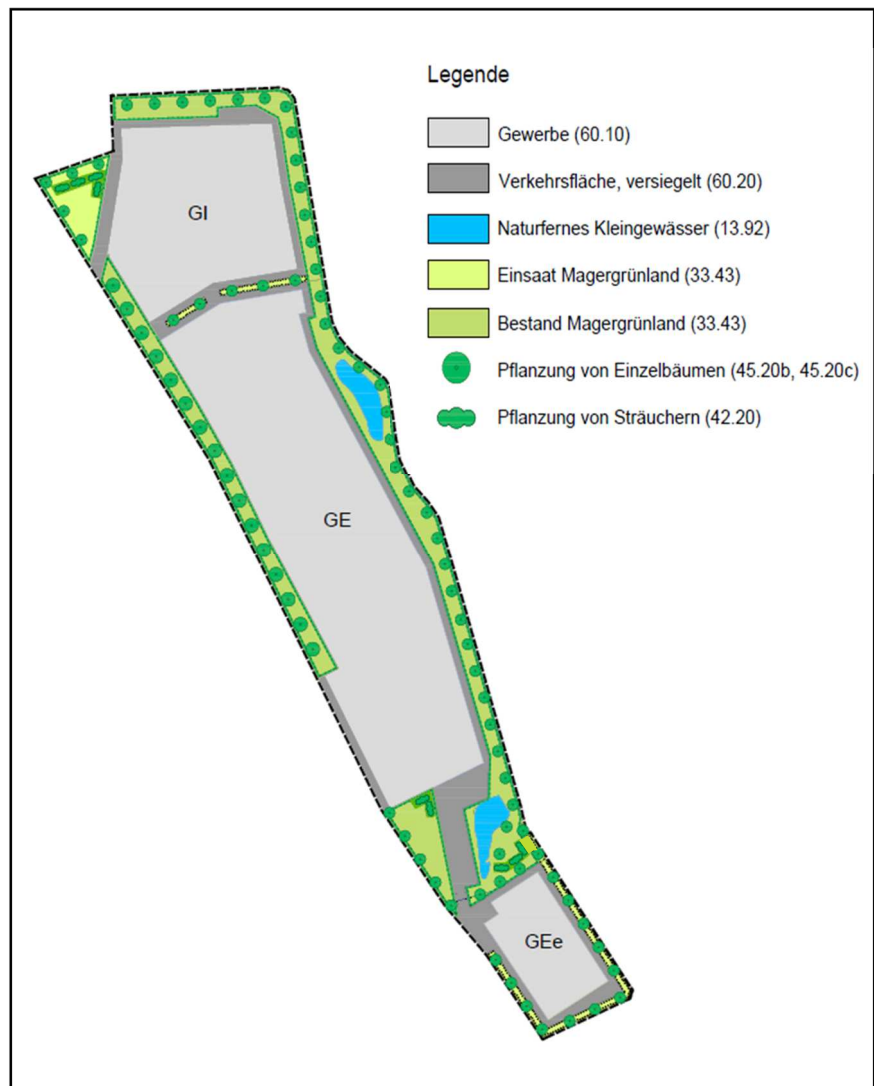 Legende
Gewerbe (60.10)
Verkehrsfläche, versiegelt (60.20)
Naturfernes Kleingewässer (13.92)
Einsaat Magergrünland (33.43)
Bestand Magergrünland (33.43)
Pflanzung von Einzelbäumen (45.20b, 45.20c)
Pflanzung von Sträuchern (42.20)
GI
GE
GEe